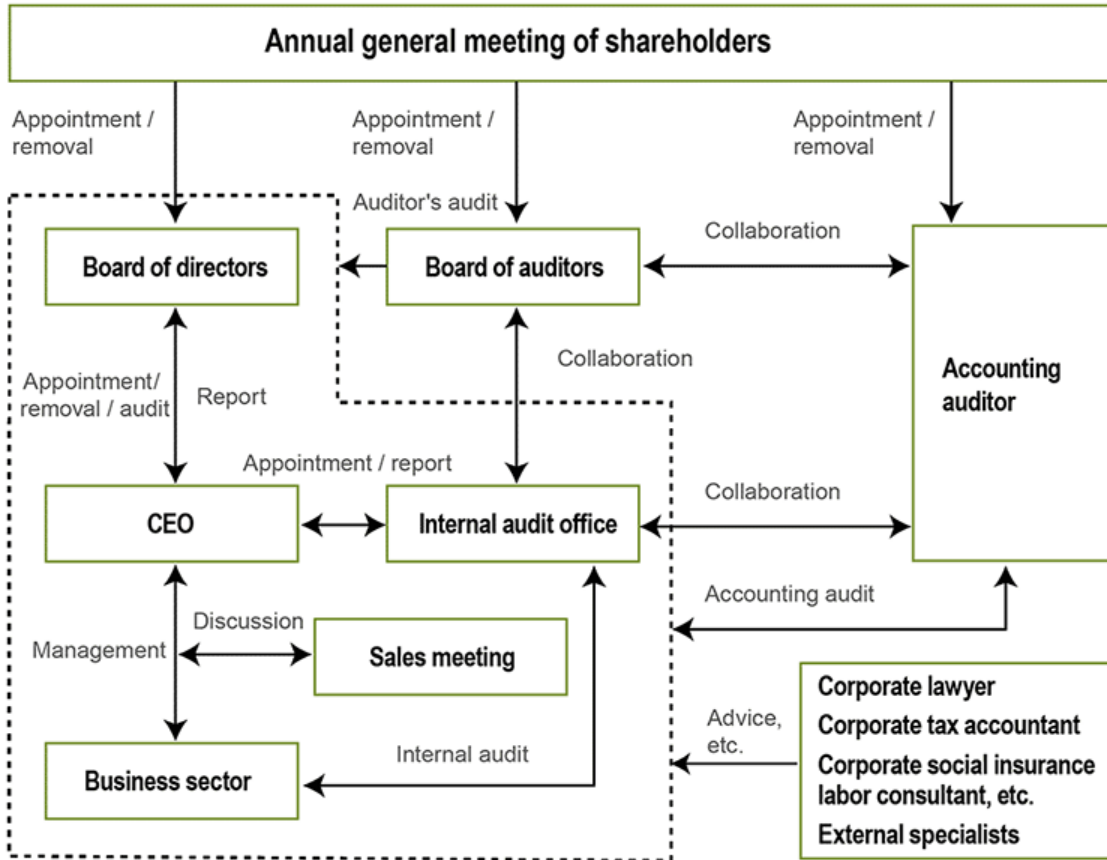 Annual general meeting of shareholders
Appointment /
removal
Appointment /
removal
Appointment /
removal
Auditor's audit
Board of directors
Board of auditors
Collaboration
Accounting
auditor
Collaboration
Appointment/
removal / audit
Report
Appointment / report
CEO
Internal audit office
Collaboration
Accounting audit
Discussion
Management
Sales meeting
Corporate lawyer
Corporate tax accountant
Corporate social insurance
labor consultant, etc.
External specialists
Advice,
etc.
Internal audit
Business sector